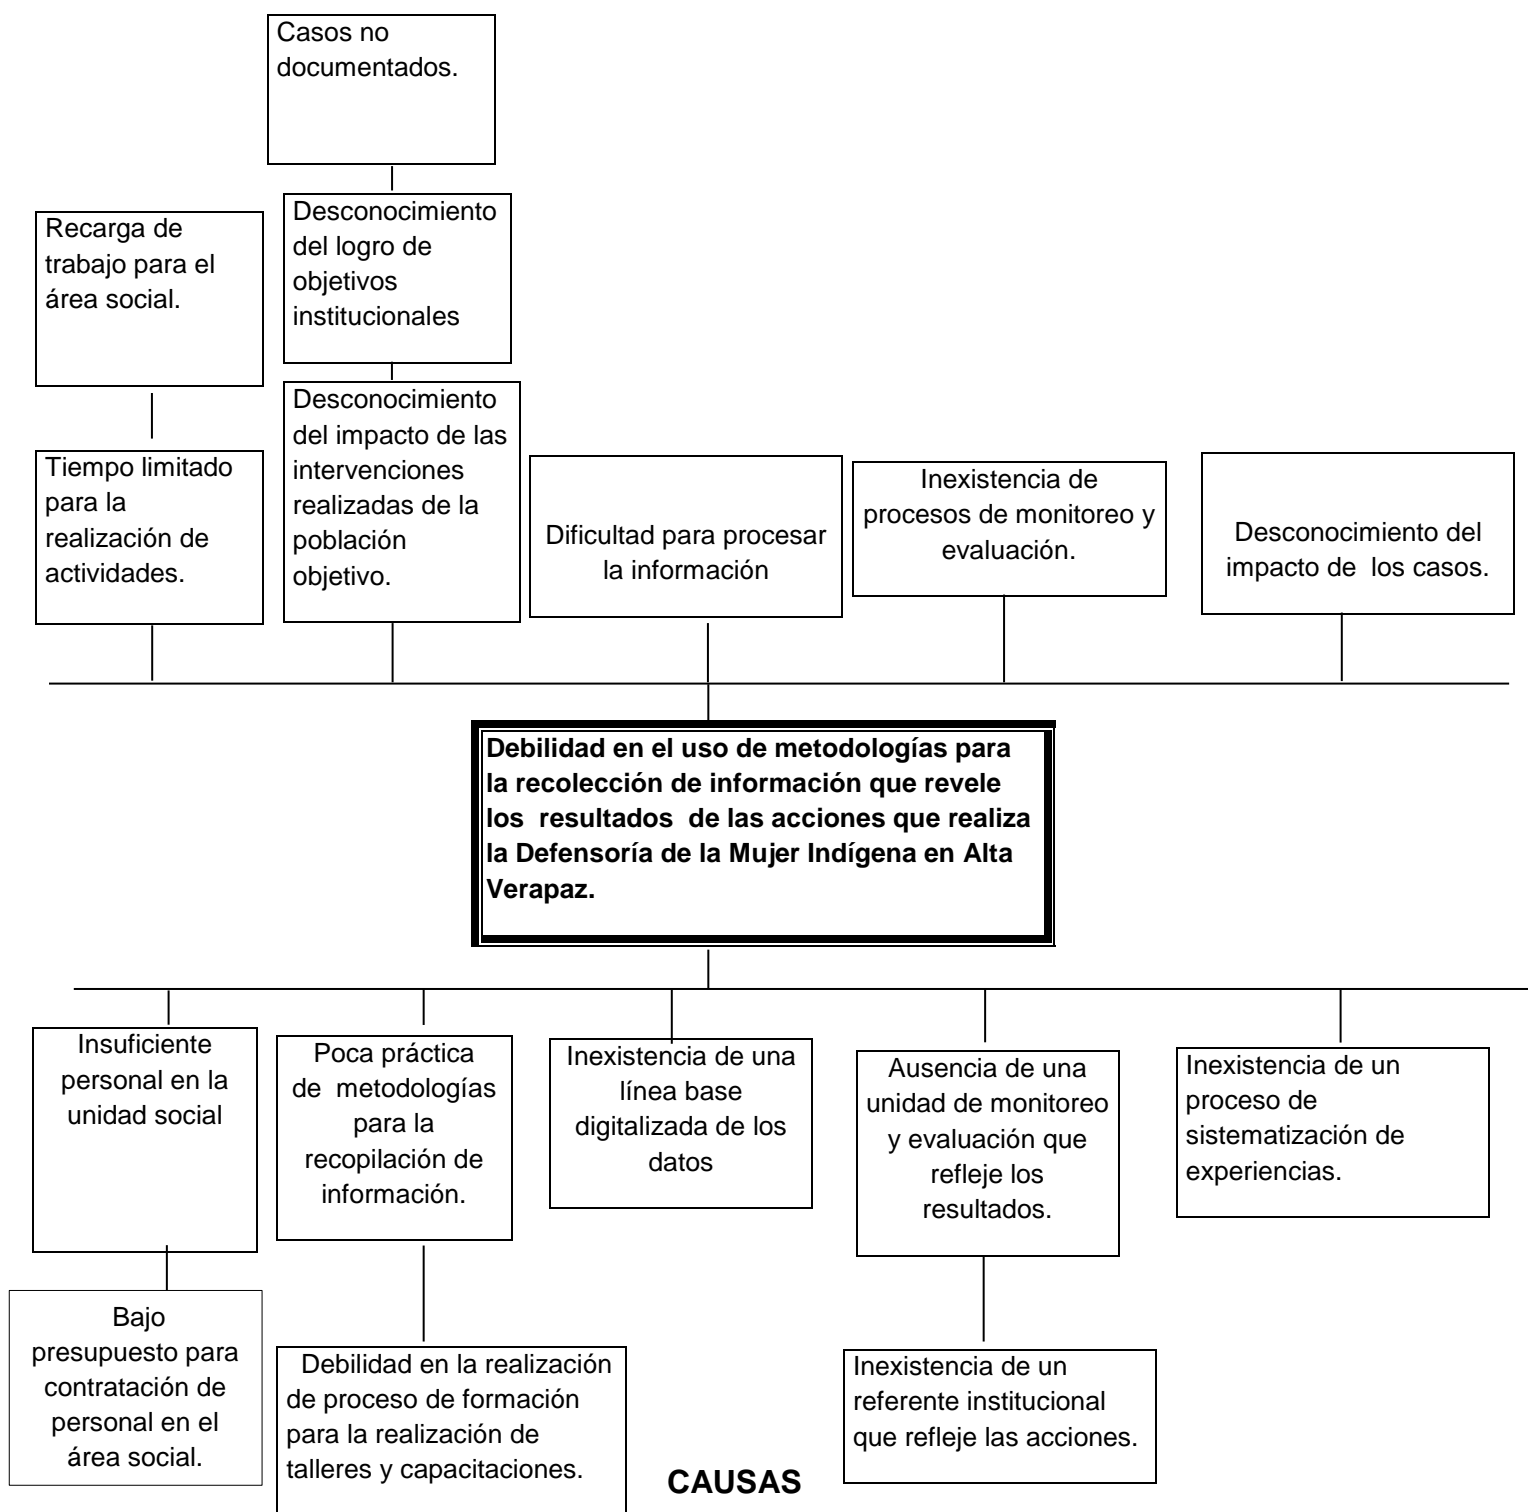 Casos no
documentados.
Recarga de
trabajo para el
área social.
Desconocimiento
del logro de
objetivos
institucionales
Tiempo limitado
para la
realización de
actividades.
Desconocimiento
del impacto de las
intervenciones
realizadas de la
población
objetivo.
Dificultad para procesar
la información
Inexistencia de
procesos de monitoreo y
evaluación.
Desconocimiento del
impacto de  los casos.
Debilidad en el uso de metodologías para
la recolección de información que revele
los  resultados  de las acciones que realiza
la Defensoría de la Mujer Indígena en Alta
Verapaz.
Insuficiente
personal en la
unidad social
Poca práctica
de  metodologías
para la
recopilación de
información.
Inexistencia de una
línea base
digitalizada de los
datos
Ausencia de una
unidad de monitoreo
y evaluación que
refleje los
resultados.
Inexistencia de un
proceso de
sistematización de
experiencias.
Bajo
presupuesto para
contratación de
personal en el
área social.
Debilidad en la realización
de proceso de formación
para la realización de
talleres y capacitaciones.
Inexistencia de un
referente institucional
que refleje las acciones.
CAUSAS